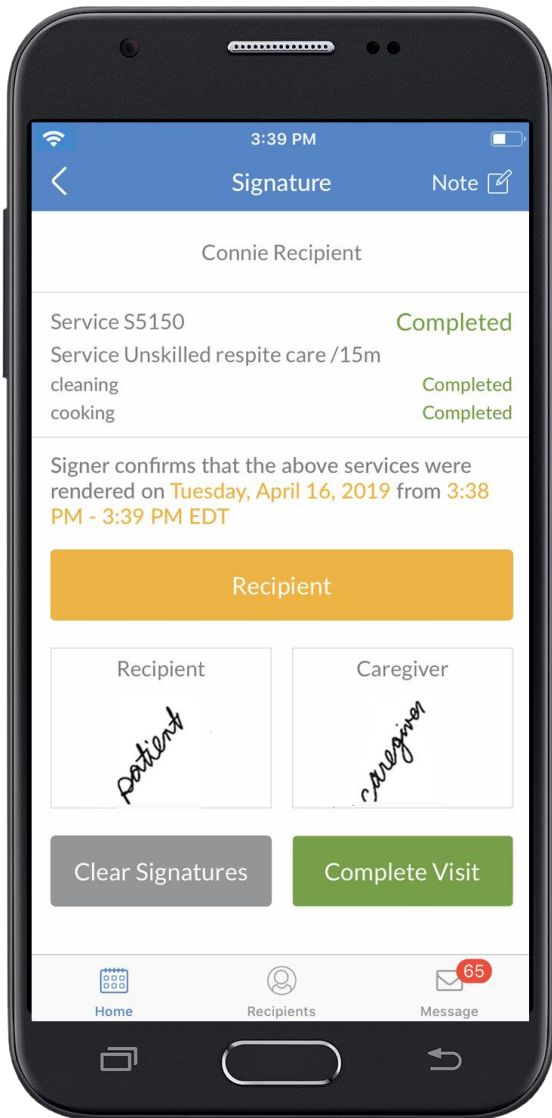 3:39 PM
Signature
Note
Connie Recipient
Service S5150 Completed
Service Unskilled respite care /15m
cleaning Completed
cooking Completed
Signer confirms that the above services were
rendered on Tuesday, April 16, 2019 from 3:38
PM - 3:39 PM EDT
Recipient
Recipient Caregiver
patient caregiver
Clear Signatures Complete Visit
65
Home Recipients Message